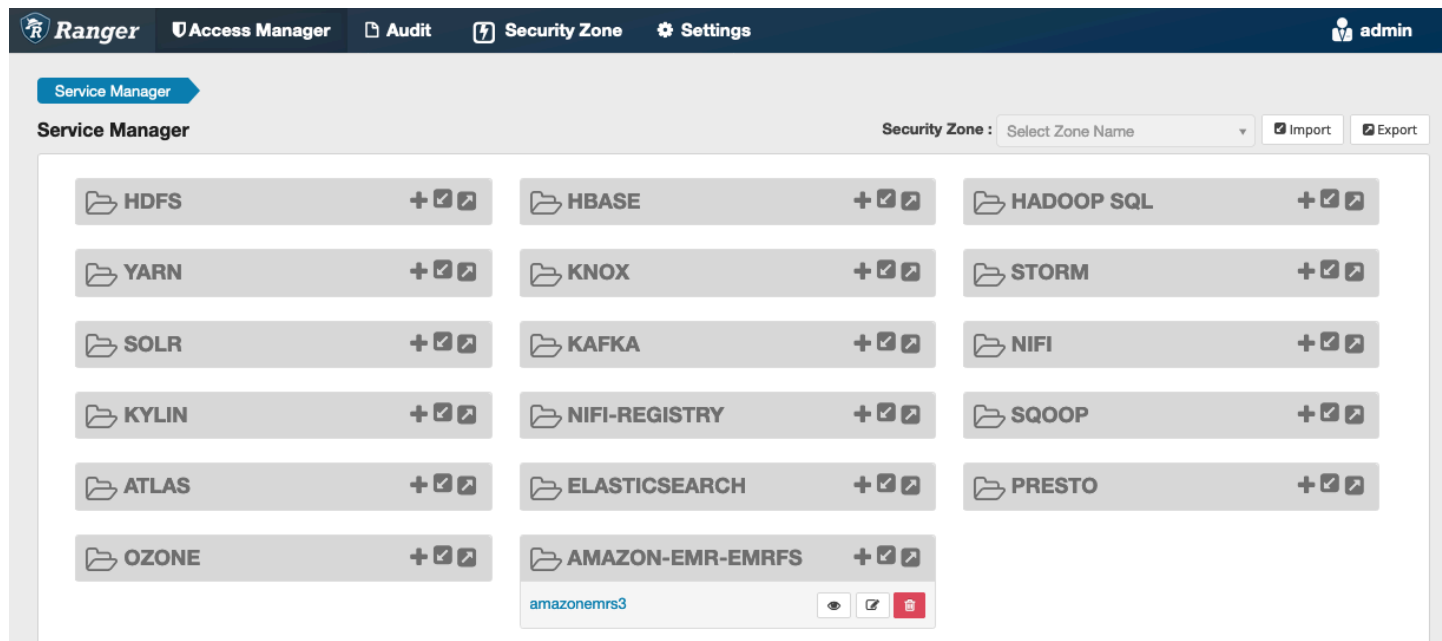 Ranger Access Manager Audit Security Zone Settings admin
Service Manager
Service Manager Security Zone : Select Zone Name Import Export
HDFS HBASE HADOOP SQL
YARN KNOX STORM
SOLR KAFKA NIFI
KYLIN NIFI-REGISTRY SQOOP
ATLAS ELASTICSEARCH PRESTO
OZONE AMAZON-EMR-EMRFS
amazonemrs3